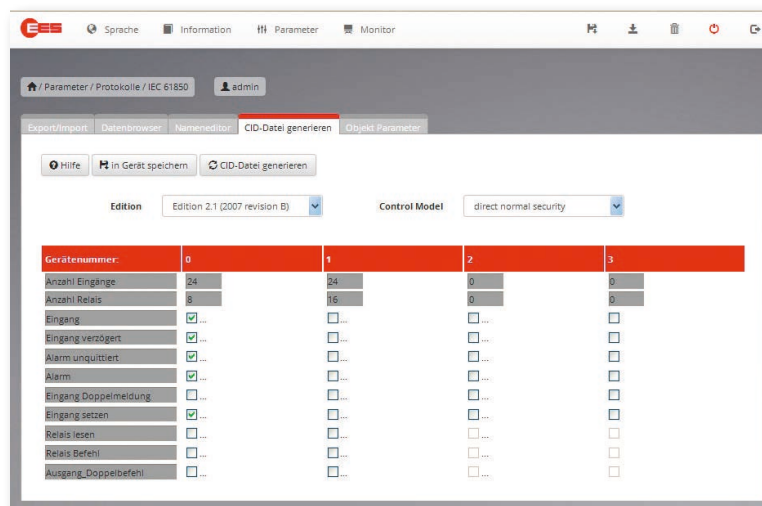 EES Sprache Information Parameter Monitor
/ Parameter / Protokolle / IEC 61850 admin
Export/Import Datenbrowser Nameneditor CID-Datei generieren Objekt Parameter
Hilfe in Gerät speichern CID-Datei generieren
Edition Edition 2.1 (2007 revision B) Control Model direct normal security
Gerätenummer: 0 1 2 3
Anzahl Eingänge 24 24 0 0
Anzahl Relais 8 16 0 0
Eingang ... ... ...
Eingang verzögert ... ... ...
Alarm unquittiert ... ... ...
Alarm ... ... ...
Eingang Doppelmeldung ... ... ...
Eingang setzen ... ... ...
Relais lesen ... ... ...
Relais Befehl ... ... ...
Ausgang_Doppelbefehl ... ... ...